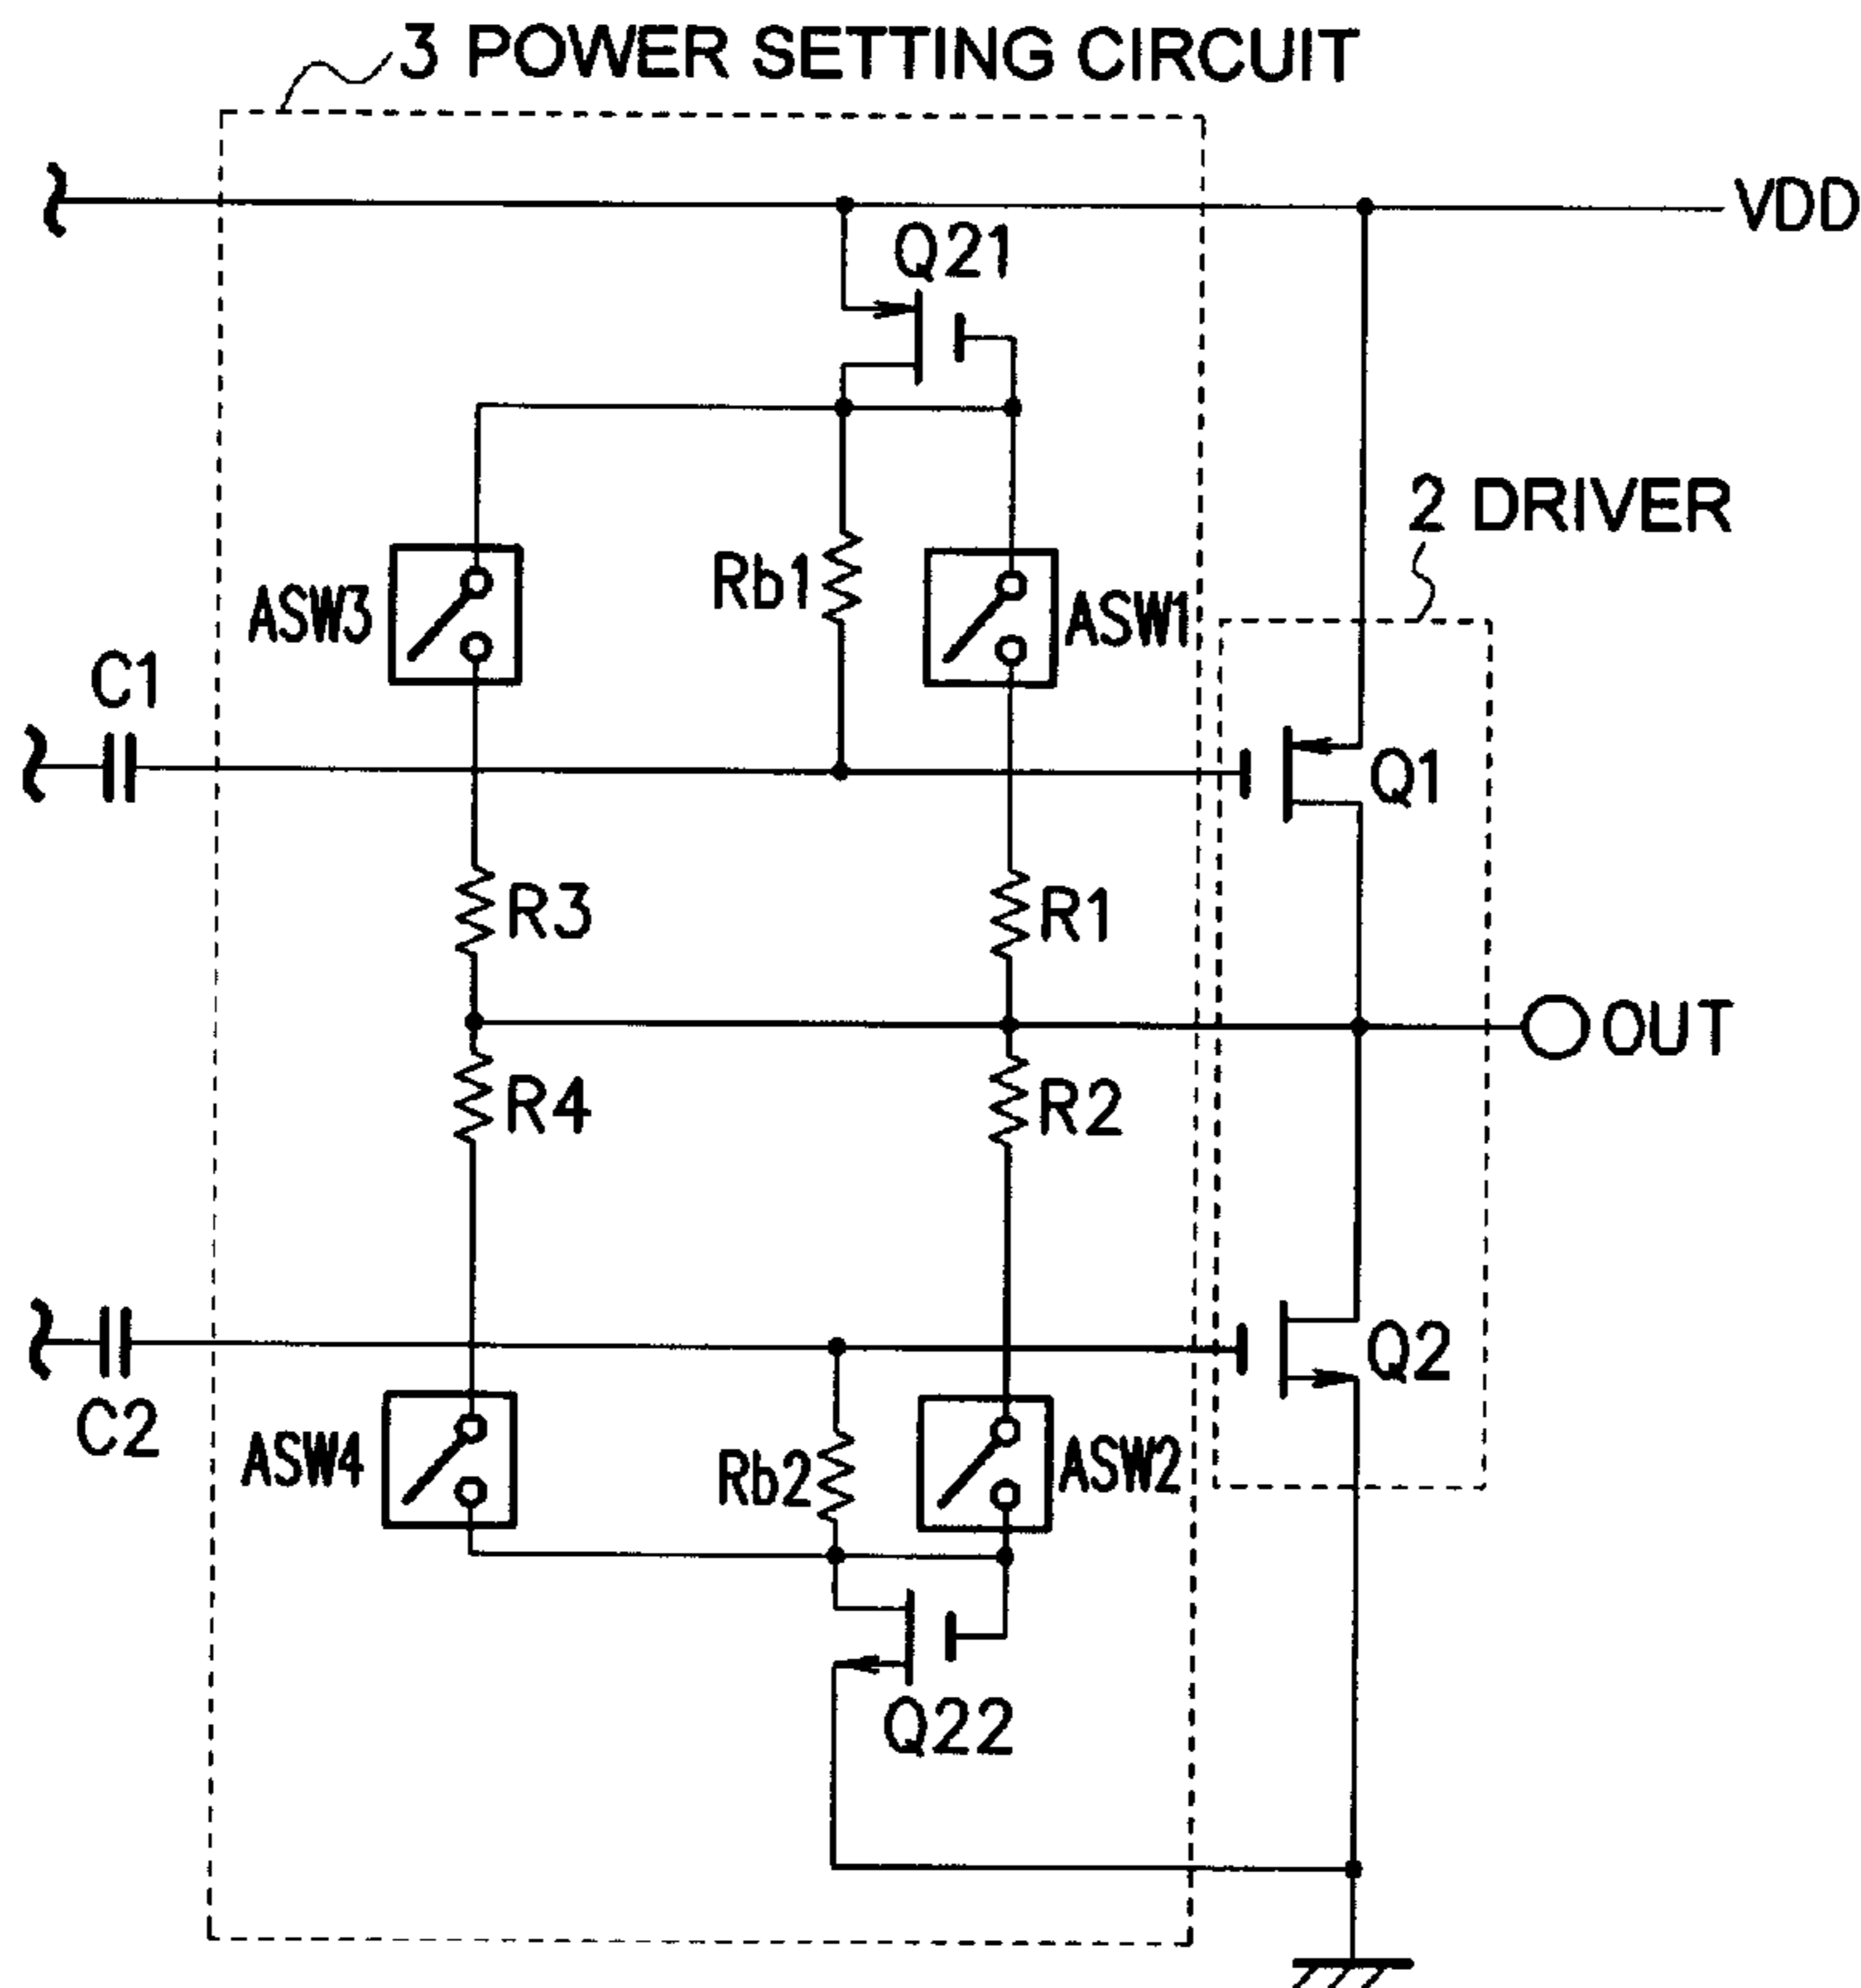 3 POWER SETTING CIRCUIT
VDD
Q21
2 DRIVER
Rb1
ASW3
ASW1
C1
Q1
R3
R1
OUT
R4
R2
Q2
C2
ASW4
Rb2
ASW2
Q22